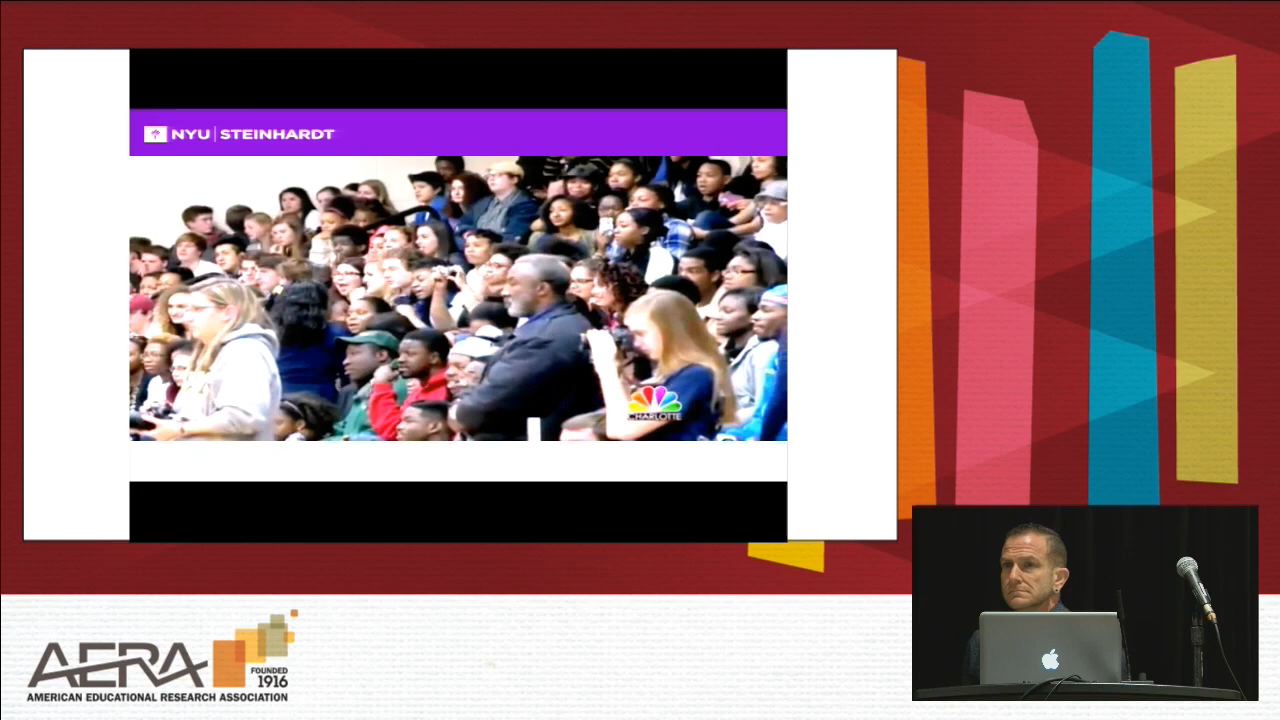 NYU | STEINHARDT
CHARLOTTE
AERA
FOUNDED
1916
AMERICAN EDUCATIONAL RESEARCH ASSOCIATION